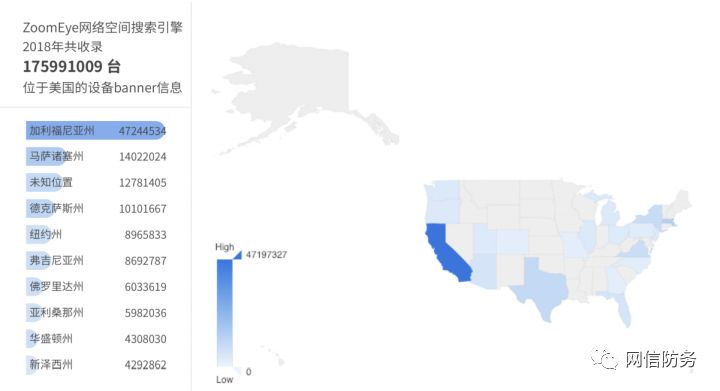 ZoomEye网络空间搜索引擎
2018年共收录
175991009 台
位于美国的设备banner信息
加利福尼亚州 47244534
马萨诸塞州 14022024
未知位置 12781405
德克萨斯州 10101667
纽约州 8965833
弗吉尼亚州 8692787
佛罗里达州 6033619
亚利桑那州 5982036
华盛顿州 4308030
新泽西州 4292862
High
47197327
0
Low
网信防务